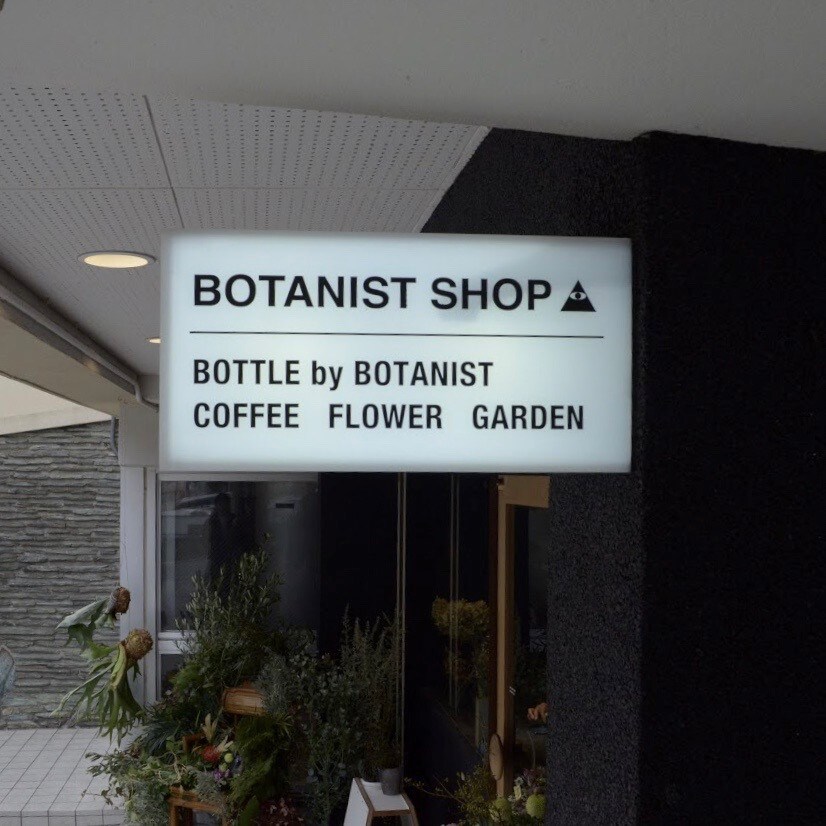 BOTANIST SHOP
BOTTLE by BOTANIST
COFFEE FLOWER GARDEN